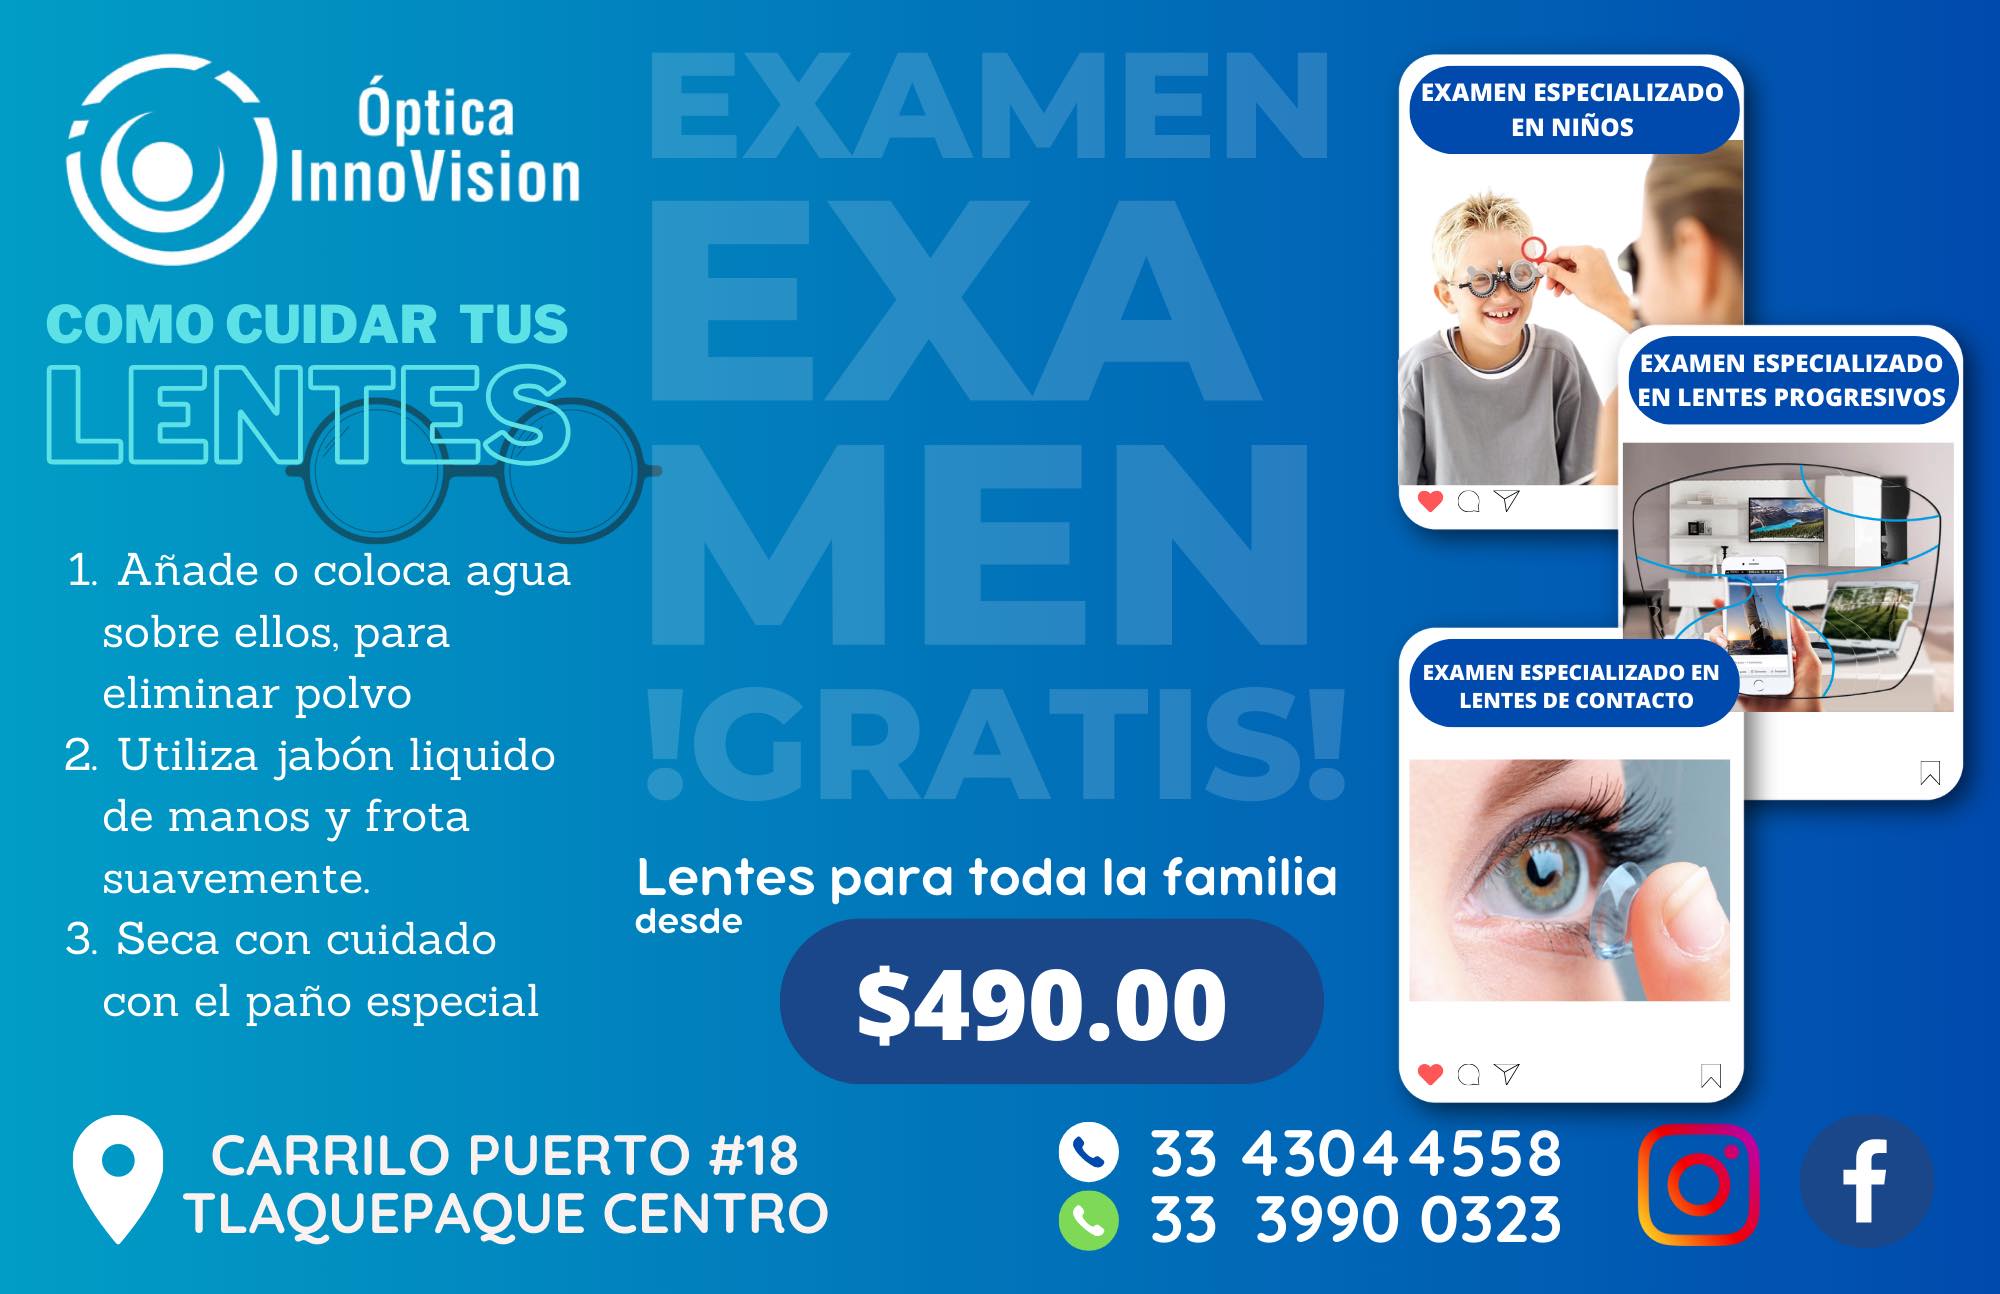 Óptica
InnoVision
COMO CUIDAR TUS
LENTES
1. Añade o coloca agua
sobre ellos, para
eliminar polvo
2. Utiliza jabón liquido
de manos y frota
suavemente.
3. Seca con cuidado
con el paño especial
EXAMEN
EXA
MEN
!GRATIS!
Lentes para toda la familia
desde
$490.00
EXAMEN ESPECIALIZADO
EN NIÑOS
EXAMEN ESPECIALIZADO
EN LENTES PROGRESIVOS
EXAMEN ESPECIALIZADO EN
LENTES DE CONTACTO
CARRILO PUERTO #18
TLAQUEPAQUE CENTRO
33 43044558
33 3990 0323